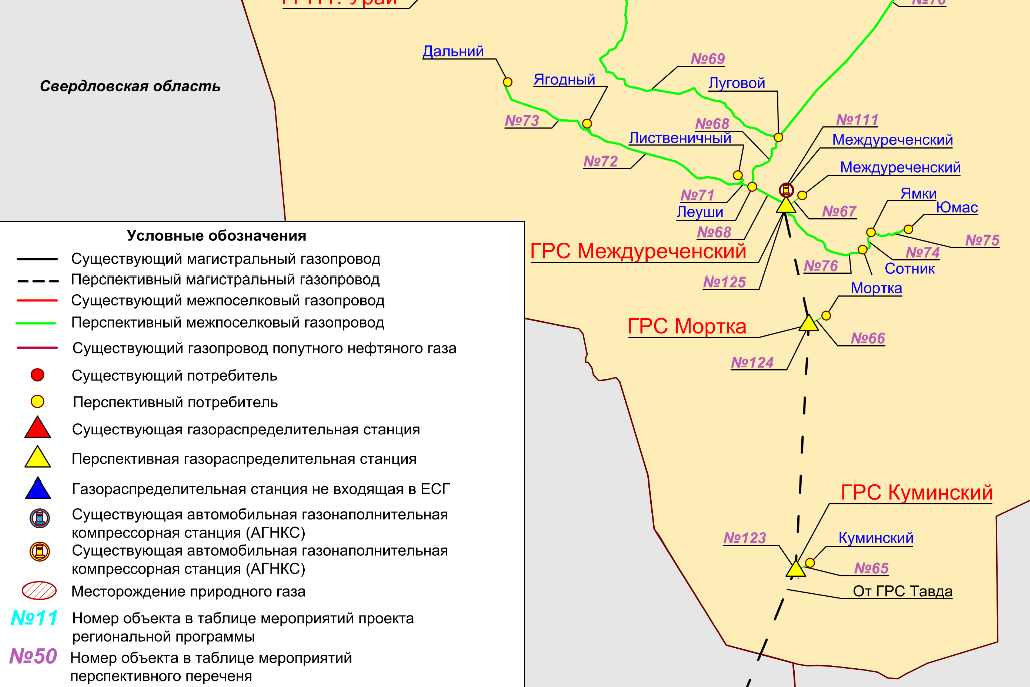 ГРП г. Урай
№70
Дальний
№69
Свердловская область
Ягодный
Луговой
№73
№68
№111
Лиственичный
Междуреченский
№72
Междуреченский
№71
Ямки
Леуши
№67
Юмас
№68
№75
ГРС Междуреченский
№74
№76
Сотник
№125
Мортка
ГРС Мортка
№66
№124
ГРС Куминский
№123
Куминский
№65
От ГРС Тавда
Условные обозначения
Существующий магистральный газопровод
Перспективный магистральный газопровод
Существующий межпоселковый газопровод
Перспективный межпоселковый газопровод
Существующий газопровод попутного нефтяного газа
Существующий потребитель
Перспективный потребитель
Существующая газораспределительная станция
Перспективная газораспределительная станция
Газораспределительная станция не входящая в ЕСГ
Существующая автомобильная газонаполнительная
компрессорная станция (АГНКС)
Существующая автомобильная газонаполнительная
компрессорная станция (АГНКС)
Месторождение природного газа
№11 Номер объекта в таблице мероприятий проекта
региональной программы
№50 Номер объекта в таблице мероприятий
перспективного переченя